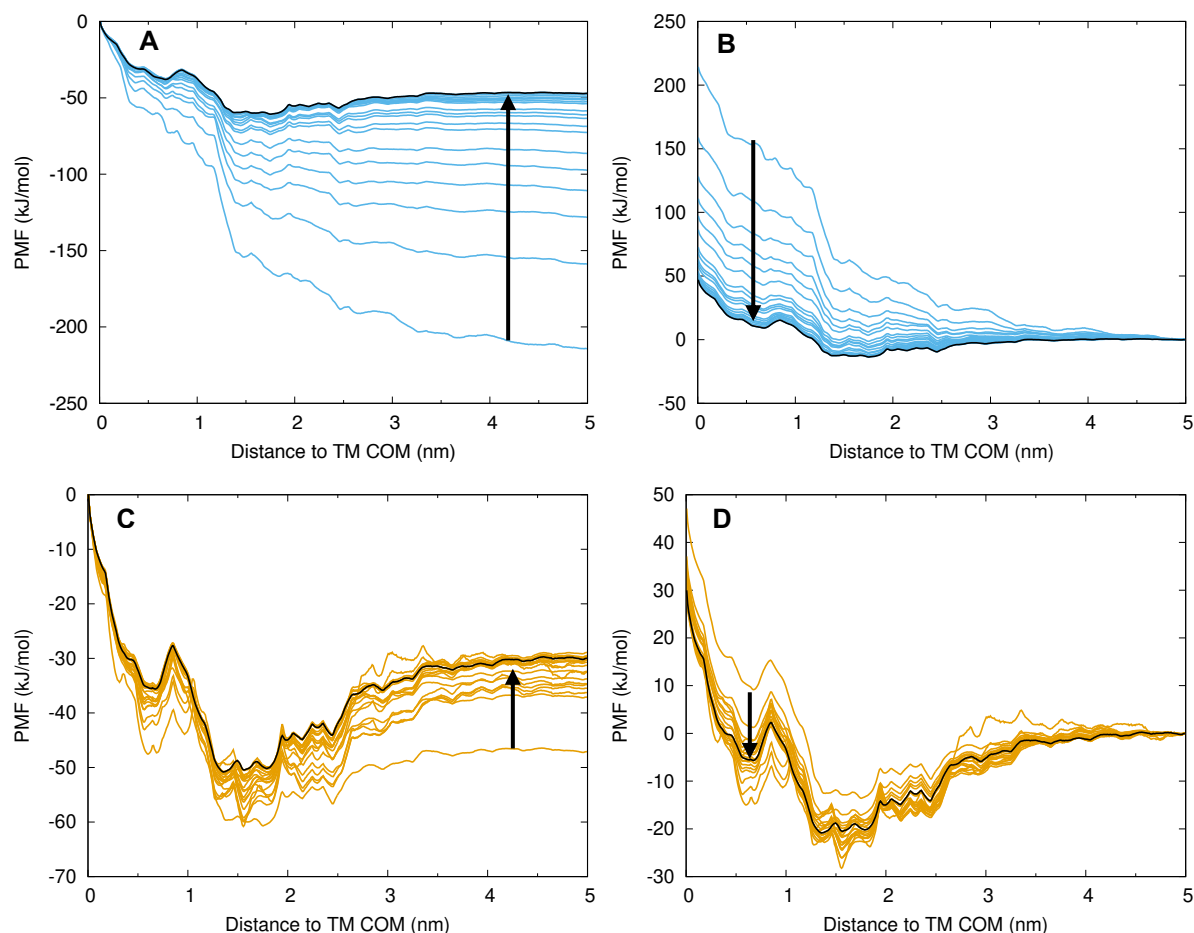 A
0
-50
-100
-150
-200
-250
PMF (kJ/mol)
0 1 2 3 4 5
Distance to TM COM (nm)
B
250
200
150
100
50
0
-50
PMF (kJ/mol)
0 1 2 3 4 5
Distance to TM COM (nm)
C
0
-10
-20
-30
-40
-50
-60
-70
PMF (kJ/mol)
0 1 2 3 4 5
Distance to TM COM (nm)
D
50
40
30
20
10
0
-10
-20
-30
PMF (kJ/mol)
0 1 2 3 4 5
Distance to TM COM (nm)